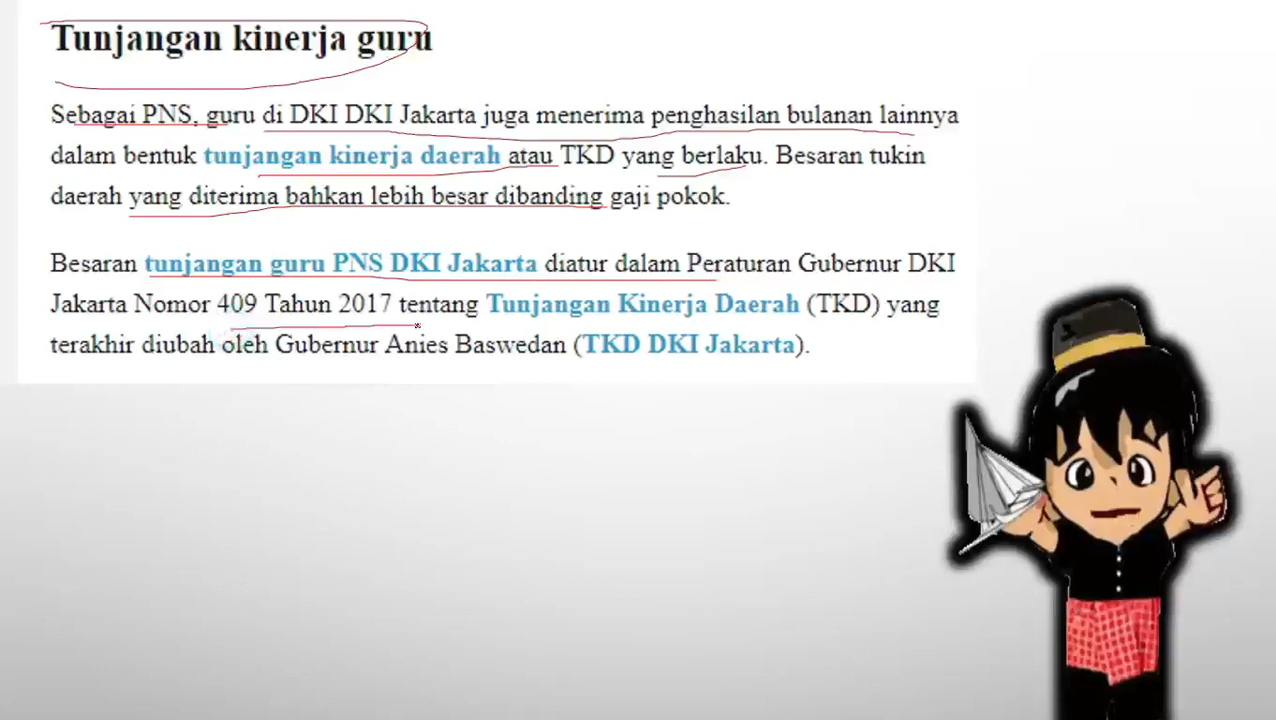 Tunjangan kinerja guru
Sebagai PNS, guru di DKI DKI Jakarta juga menerima penghasilan bulanan lainnya
dalam bentuk tunjangan kinerja daerah atau TKD yang berlaku. Besaran tukin
daerah yang diterima bahkan lebih besar dibanding gaji pokok.
Besaran tunjangan guru PNS DKI Jakarta diatur dalam Peraturan Gubernur DKI
Jakarta Nomor 409 Tahun 2017 tentang Tunjangan Kinerja Daerah (TKD) yang
terakhir diubah oleh Gubernur Anies Baswedan (TKD DKI Jakarta).